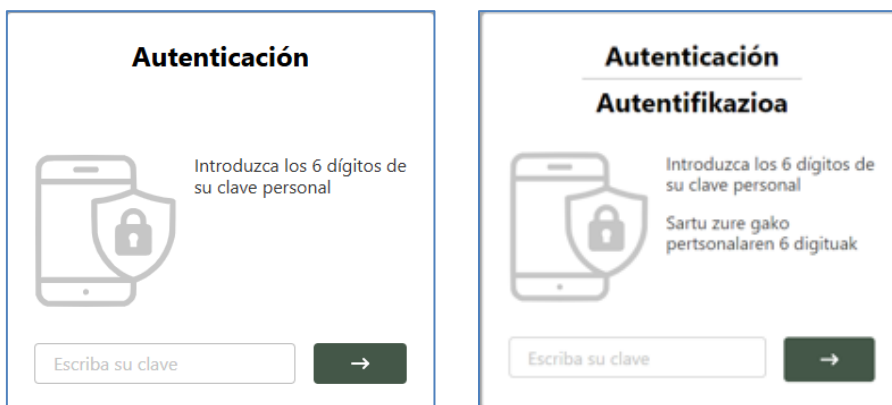 Autenticación
Introduzca los 6 dígitos de
su clave personal
Escriba su clave
→
Autenticación
Autentifikazioa
Introduzca los 6 dígitos de
su clave personal
Sartu zure gako
pertsonalaren 6 digituak
Escriba su clave
→